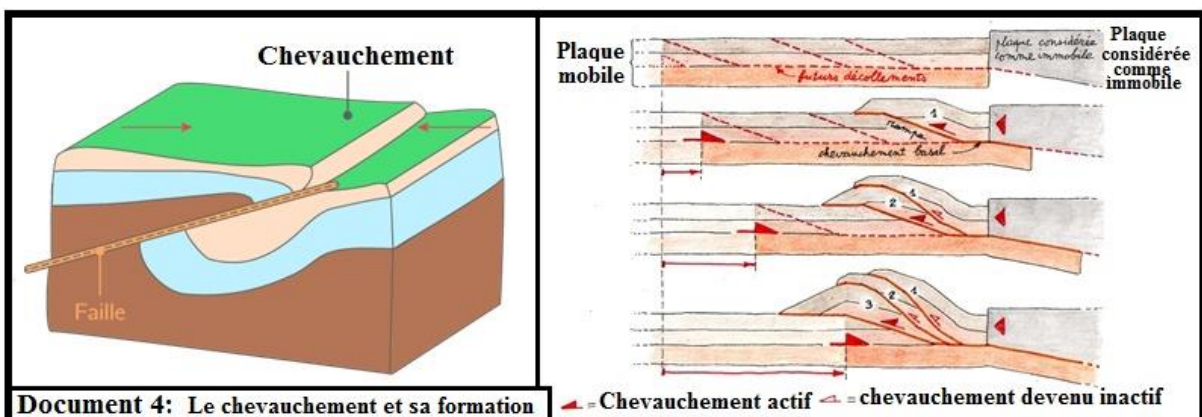 Chevauchement
Faille
Document 4: Le chevauchement et sa formation
Plaque
mobile
futurs décollements
plaque considérée
comme immobile
Plaque
considérée
comme
immobile
1
rampe
chevauchement basal
1
2
1
2
3
= Chevauchement actif
= chevauchement devenu inactif